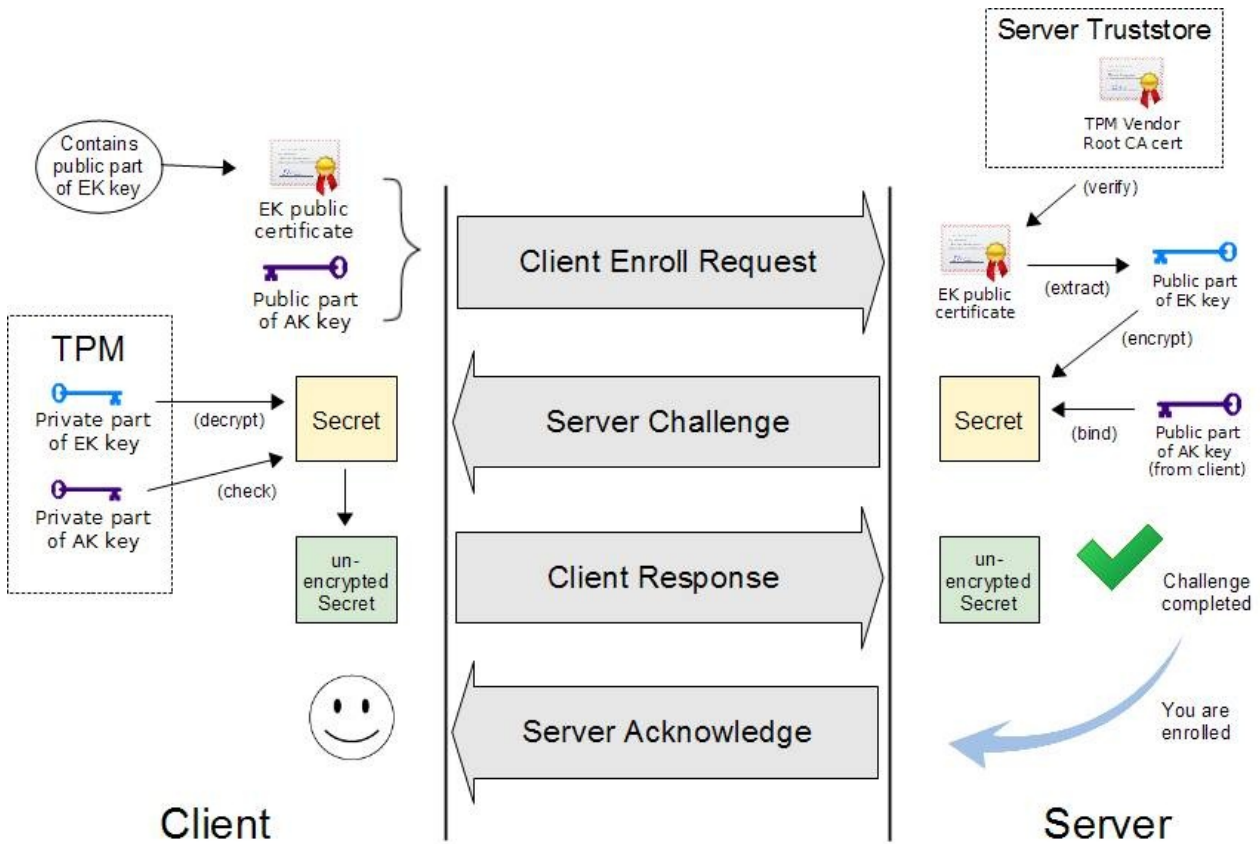 Server Truststore
TPM Vendor
Root CA cert
(verify)
Contains
public part
of EK key
EK public
certificate
Public part
of AK key
Client Enroll Request
EK public
certificate
(extract)
Public part
of EK key
(encrypt)
TPM
Private part
of EK key
(decrypt)
Private part
of AK key
(check)
Secret
Server Challenge
Secret
(bind)
Public part
of AK key
(from client)
un-
encrypted
Secret
Client Response
un-
encrypted
Secret
Challenge
completed
Server Acknowledge
You are
enrolled
Client
Server